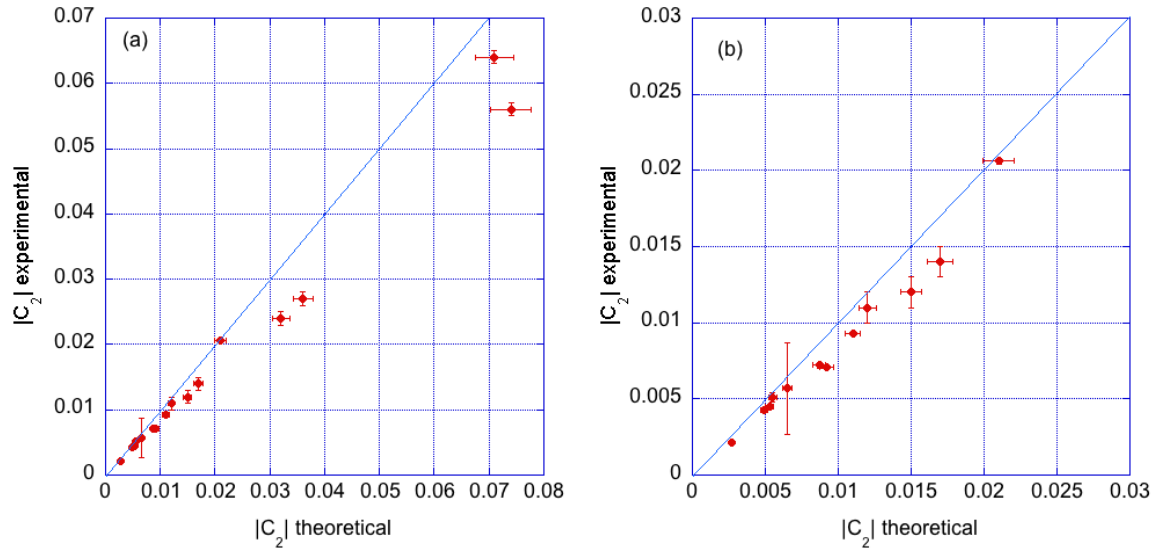 (a)
0.07
0.06
0.05
0.04
0.03
0.02
0.01
0
|C₂| experimental
0 0.01 0.02 0.03 0.04 0.05 0.06 0.07 0.08
|C₂| theoretical
(b)
0.03
0.025
0.02
0.015
0.01
0.005
0
|C₂| experimental
0 0.005 0.01 0.015 0.02 0.025 0.03
|C₂| theoretical